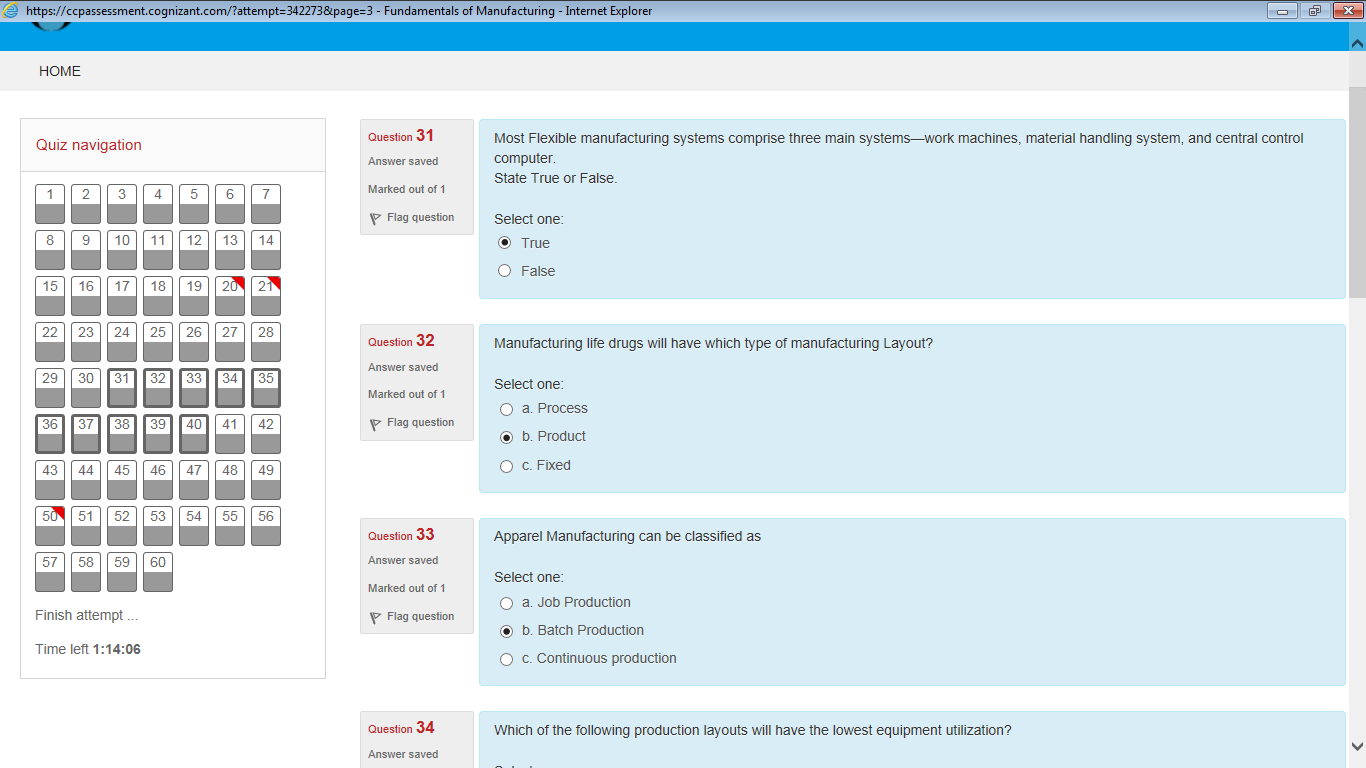 https://ccpassessment.cognizant.com/?attempt=342273&page=3 - Fundamentals of Manufacturing - Internet Explorer
HOME
Quiz navigation
1 2 3 4 5 6 7
8 9 10 11 12 13 14
15 16 17 18 19 20 21
22 23 24 25 26 27 28
29 30 31 32 33 34 35
36 37 38 39 40 41 42
43 44 45 46 47 48 49
50 51 52 53 54 55 56
57 58 59 60
Finish attempt ...
Time left 1:14:06
Question 31
Answer saved
Marked out of 1
Flag question
Most Flexible manufacturing systems comprise three main systems—work machines, material handling system, and central control
computer.
State True or False.
Select one:
True
False
Question 32
Answer saved
Marked out of 1
Flag question
Manufacturing life drugs will have which type of manufacturing Layout?
Select one:
a. Process
b. Product
c. Fixed
Question 33
Answer saved
Marked out of 1
Flag question
Apparel Manufacturing can be classified as
Select one:
a. Job Production
b. Batch Production
c. Continuous production
Question 34
Answer saved
Which of the following production layouts will have the lowest equipment utilization?